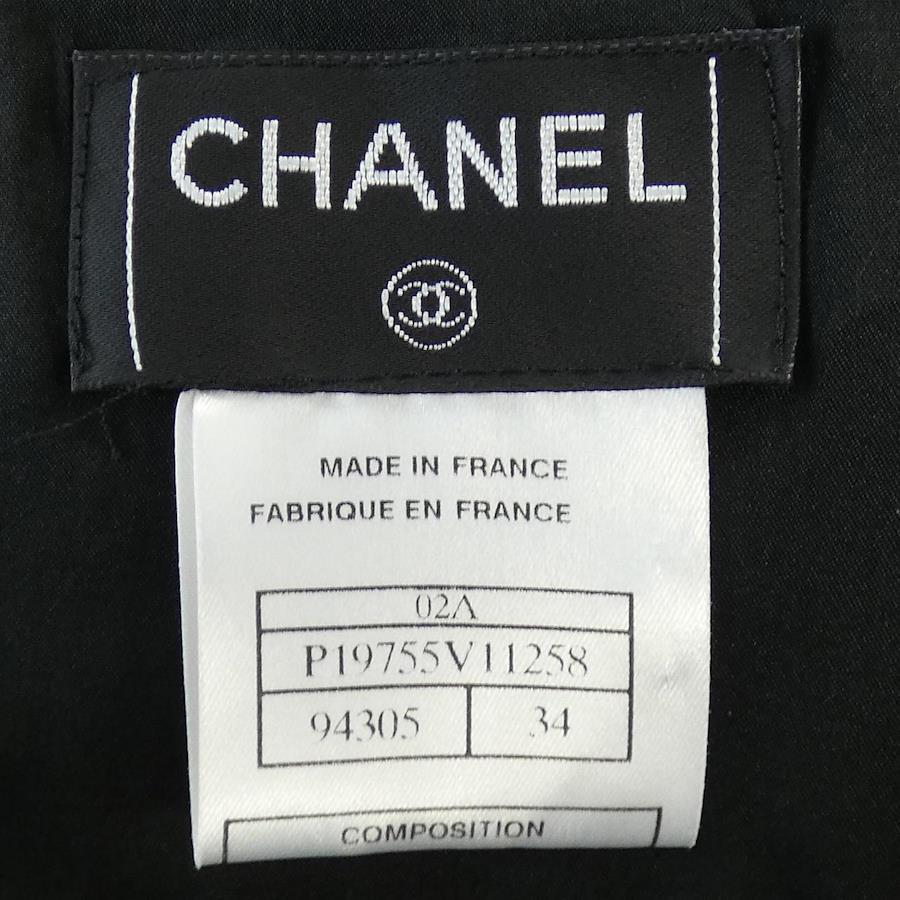 CHANEL
MADE IN FRANCE
FABRIQUE EN FRANCE
02A
P19755V11258
94305 34
COMPOSITION